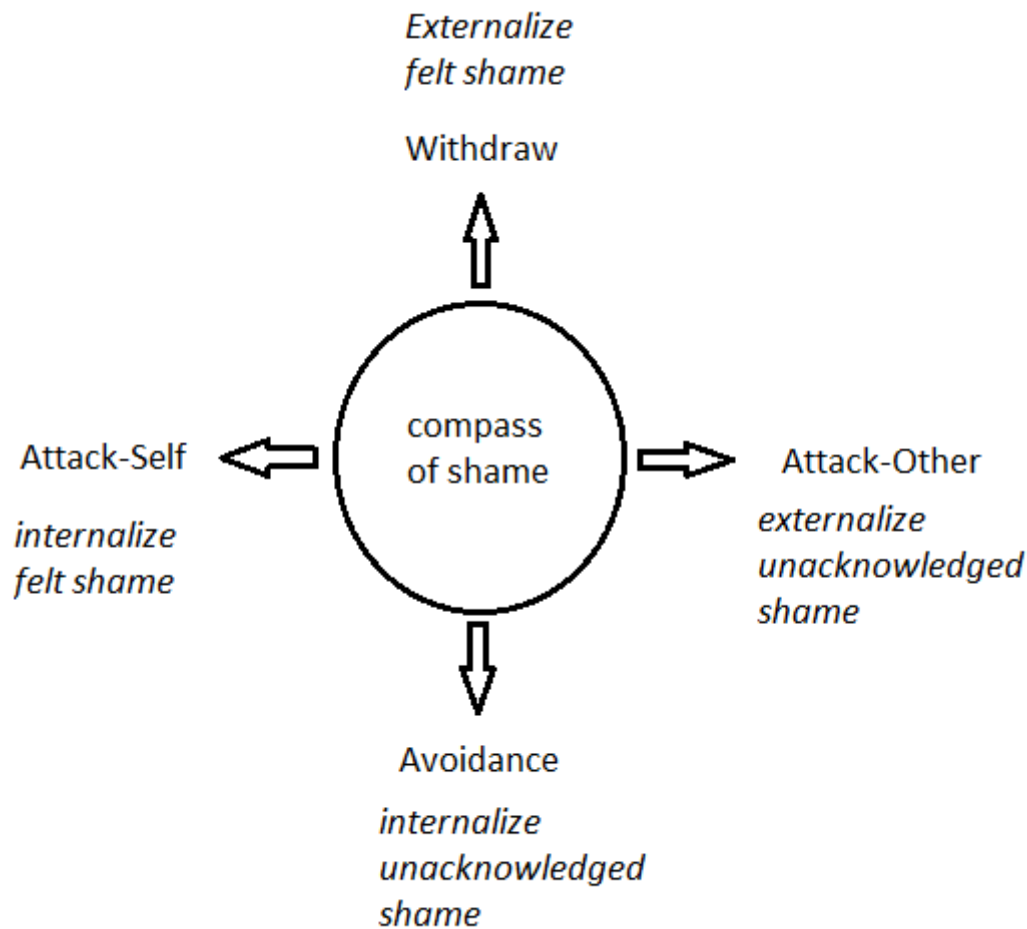 Externalize
felt shame
Withdraw
compass
of shame
Attack-Self
internalize
felt shame
Attack-Other
externalize
unacknowledged
shame
Avoidance
internalize
unacknowledged
shame